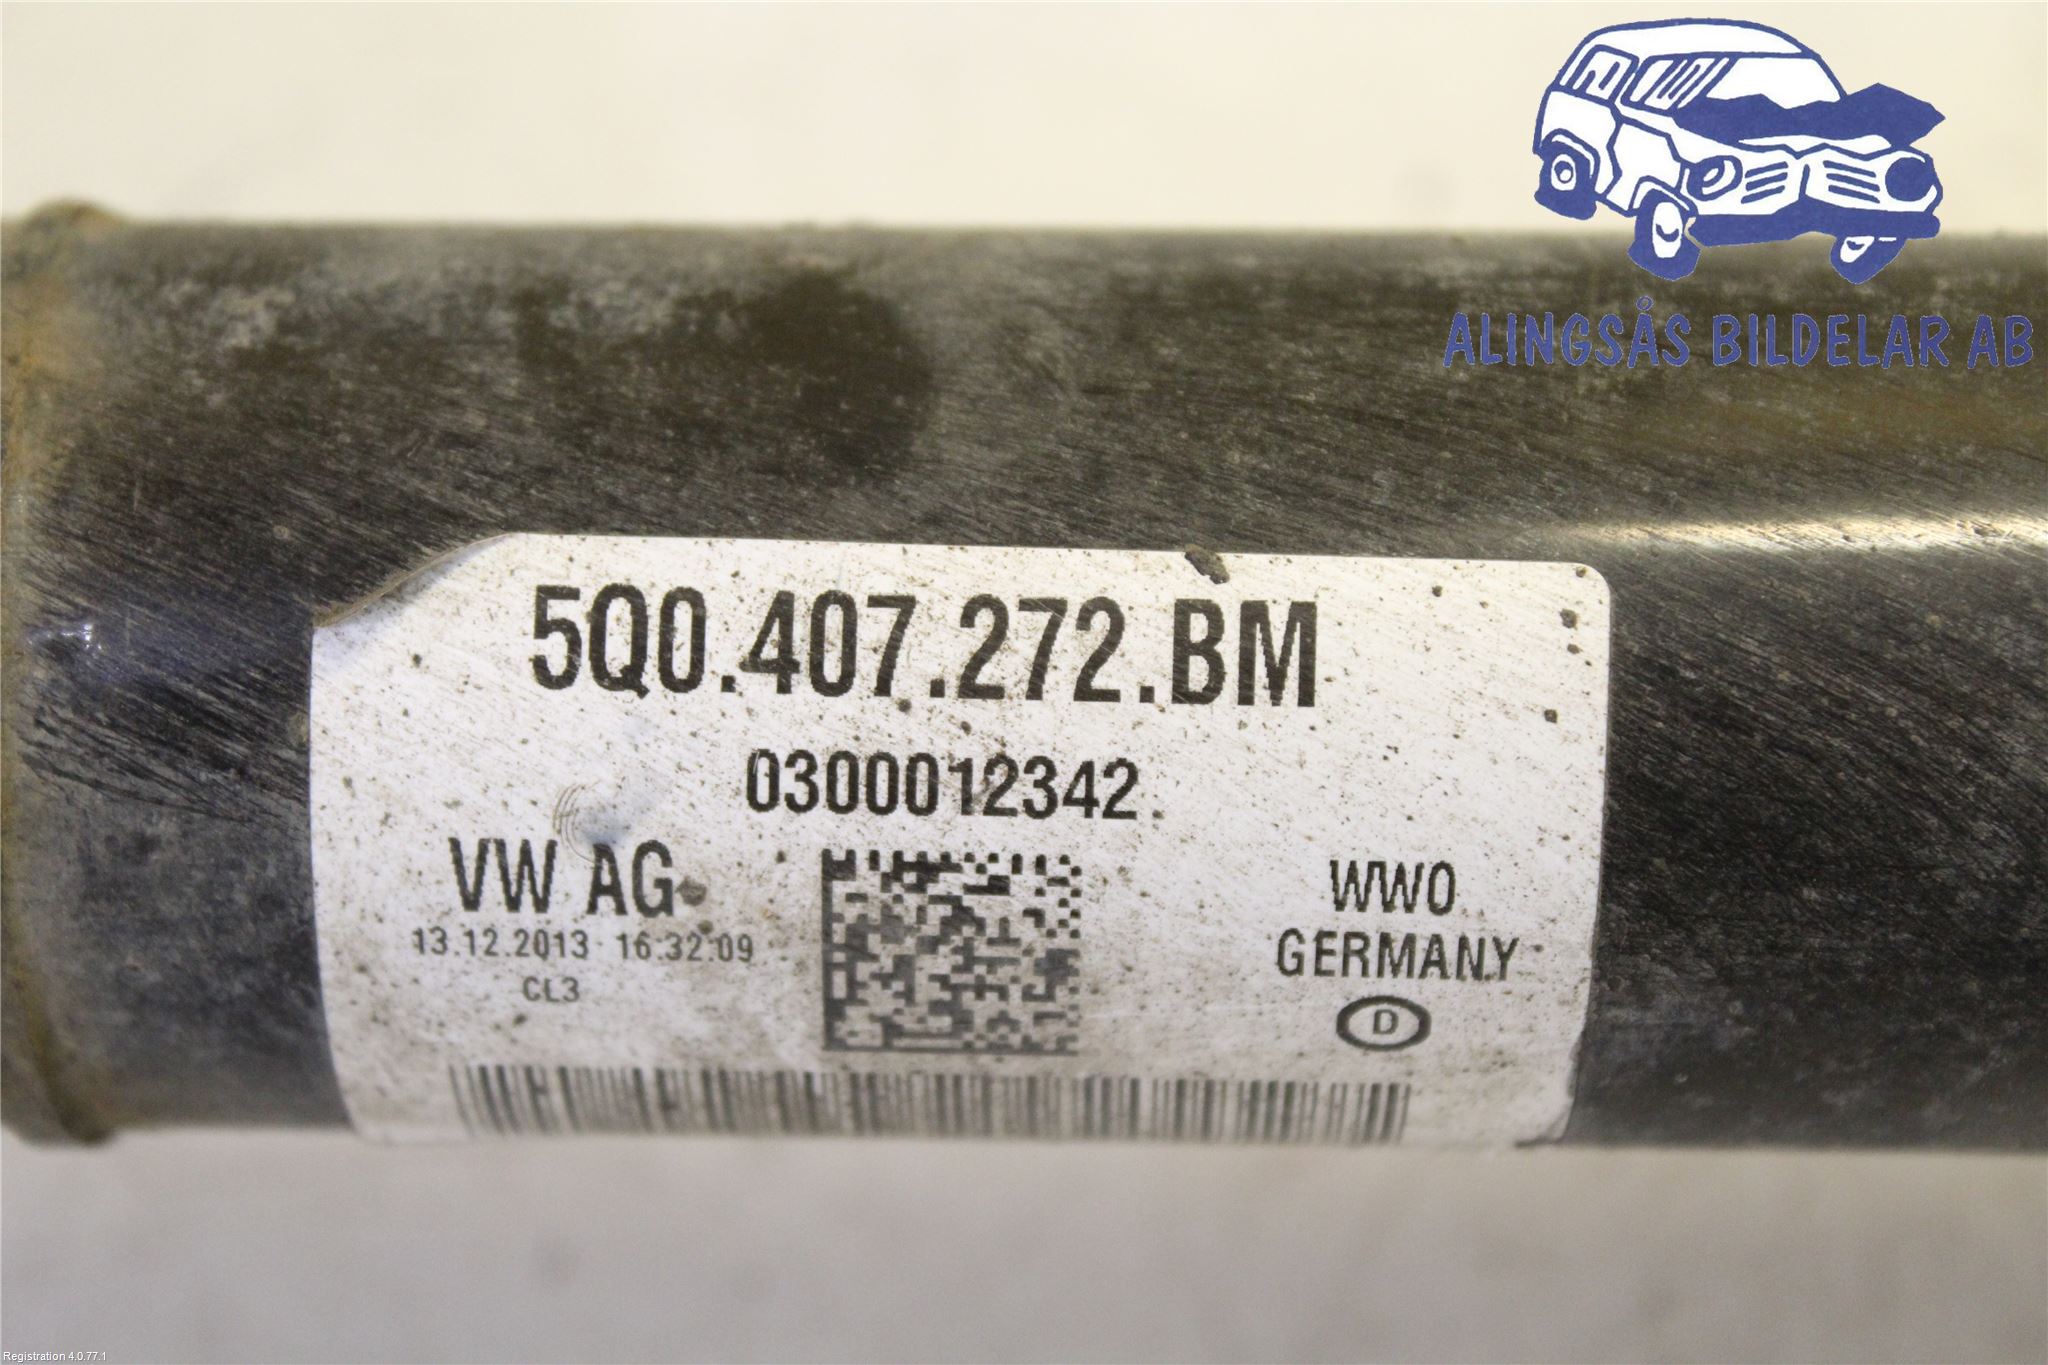 ALINGSÅS BILDELAR AB
5Q0.407.272.BM
0300012342
VW AG
13.12.2013 16:32:09
CL3
WWO
GERMANY
D
Registration 4.0.77.1